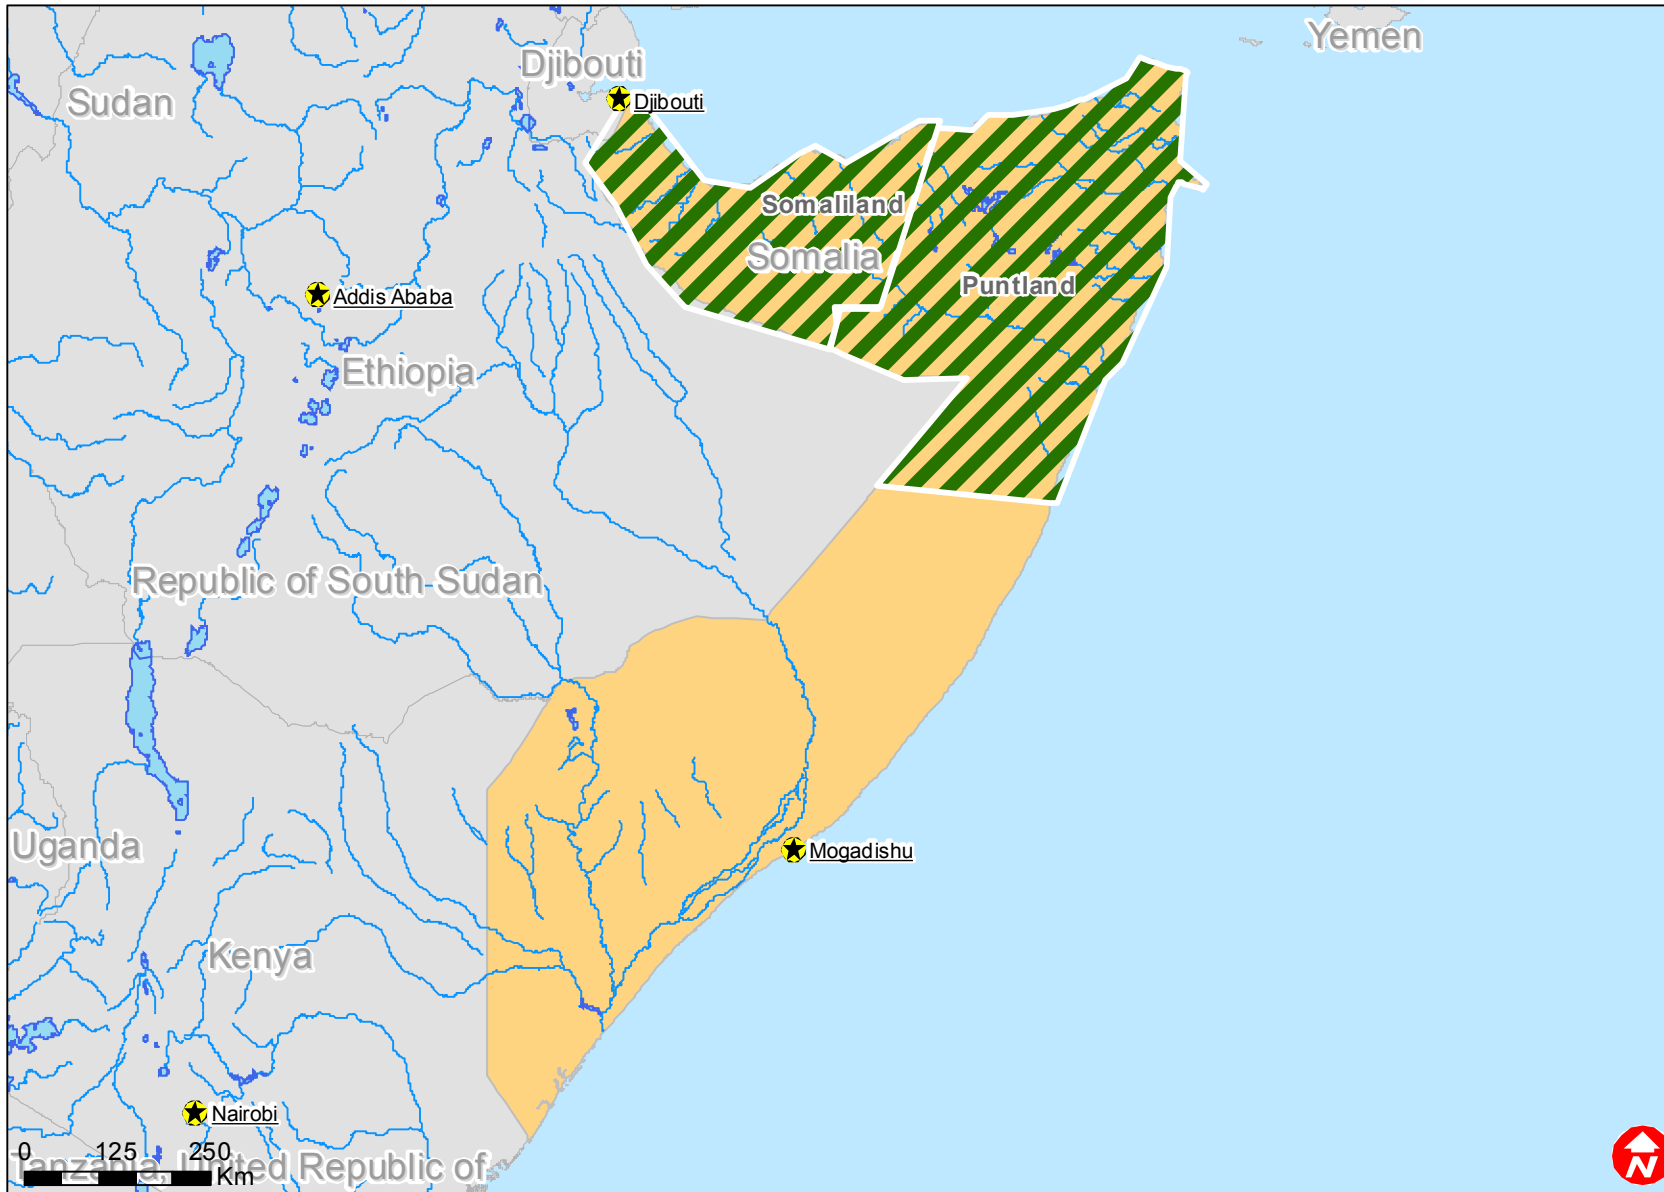 Yemen
Djibouti
Sudan
Djibouti
Somaliland
Somalia
Puntland
Addis Ababa
Ethiopia
Republic of South Sudan
Uganda
Mogadishu
Kenya
Nairobi
0 125 250
Km
Tanzania, United Republic of
N